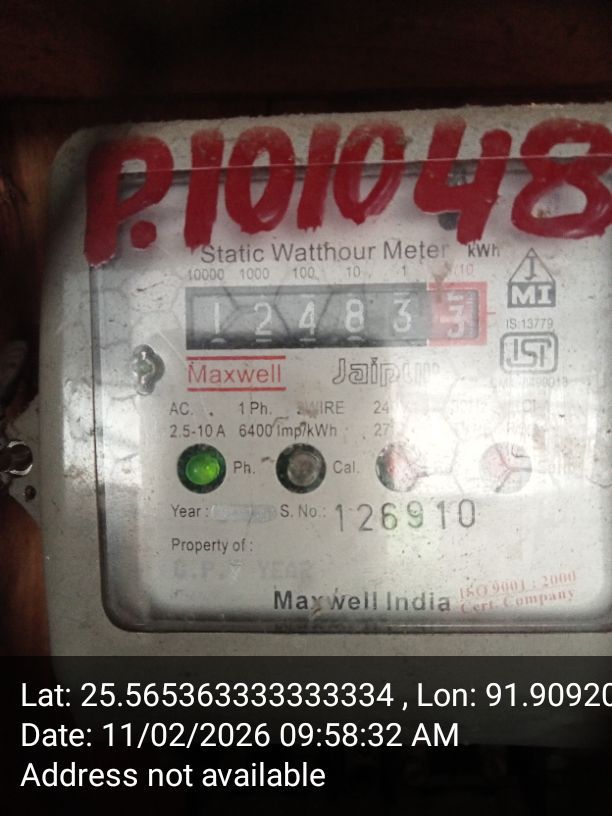 P.101048
Static Watthour Meter kWh
10000 1000 100 10 1 1/10
1 2 4 8 3 3
MI
IS:13779
ISI
Maxwell Jaipur
AC. 1 Ph. 2WIRE
2.5-10 A 6400 imp/kWh
Ph. Cal.
Year : S. No.: 126910
Property of :
Maxwell India ISO 9001 : 2000
Cert. Company
Lat: 25.565363333333334 , Lon: 91.90920
Date: 11/02/2026 09:58:32 AM
Address not available